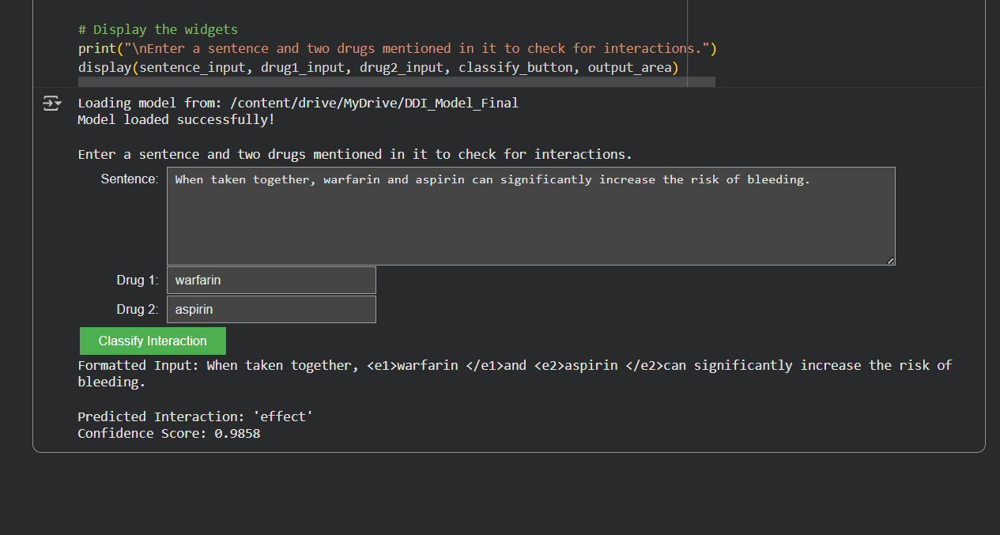 # Display the widgets
print("\nEnter a sentence and two drugs mentioned in it to check for interactions.")
display(sentence_input, drug1_input, drug2_input, classify_button, output_area)
Loading model from: /content/drive/MyDrive/DDI_Model_Final
Model loaded successfully!
Enter a sentence and two drugs mentioned in it to check for interactions.
Sentence: When taken together, warfarin and aspirin can significantly increase the risk of bleeding.
Drug 1: warfarin
Drug 2: aspirin
Classify Interaction
Formatted Input: When taken together, <e1>warfarin </e1>and <e2>aspirin </e2>can significantly increase the risk of
bleeding.
Predicted Interaction: 'effect'
Confidence Score: 0.9858